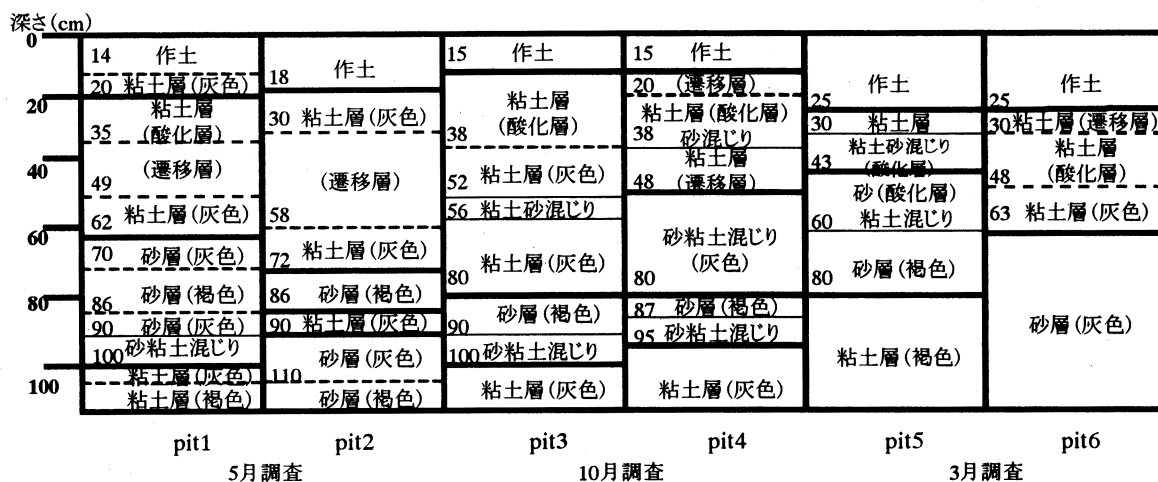 深さ(cm)
0
20
40
60
80
100
14 作土
20 粘土層(灰色)
粘土層
35 (酸化層)
(遷移層)
49
62 粘土層(灰色)
70 砂層(灰色)
砂層(褐色)
86
90 砂層(灰色)
100 砂粘土混じり
粘土層(灰色)
粘土層(褐色)
pit1
作土
18
30 粘土層(灰色)
(遷移層)
58
72 粘土層(灰色)
86 砂層(褐色)
90 粘土層(灰色)
砂層(灰色)
110
砂層(褐色)
pit2
5月調査
15 作土
粘土層
38 (酸化層)
52 粘土層(灰色)
56 粘土砂混じり
80 粘土層(灰色)
砂層(褐色)
90
100 砂粘土混じり
粘土層(灰色)
pit3
15 作土
20 (遷移層)
粘土層(酸化層)
38 砂混じり
粘土層
48 (遷移層)
砂粘土混じり
80 (灰色)
87 砂層(褐色)
95 砂粘土混じり
粘土層(灰色)
pit4
10月調査
作土
25
30 粘土層
粘土砂混じり
43 (酸化層)
砂(酸化層)
60 粘土混じり
80 砂層(褐色)
粘土層(褐色)
pit5
作土
25
30 粘土層(遷移層)
粘土層
48 (酸化層)
63 粘土層(灰色)
砂層(灰色)
pit6
3月調査